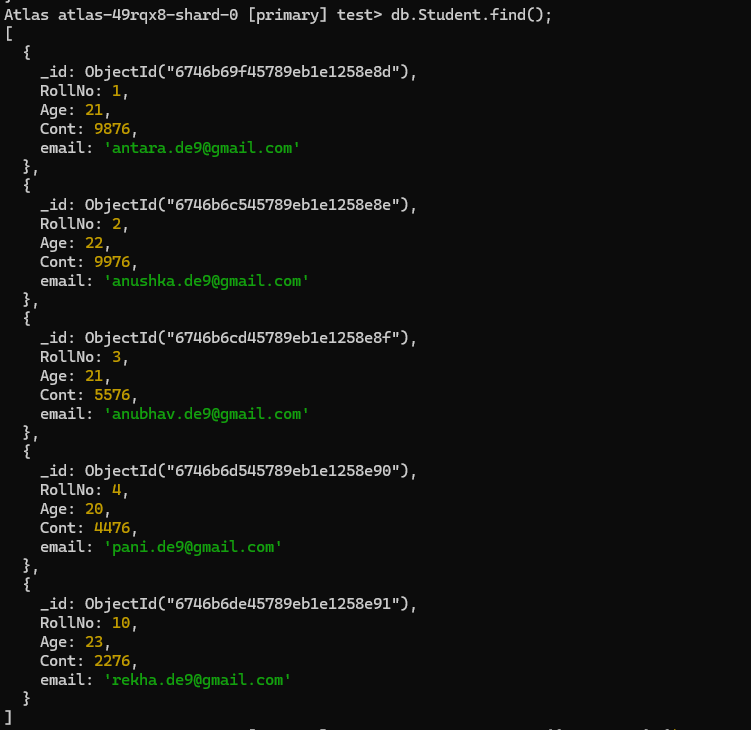 Atlas atlas-49rqx8-shard-0 [primary] test> db.Student.find();
[
  {
    _id: ObjectId("6746b69f45789eb1e1258e8d"),
    RollNo: 1,
    Age: 21,
    Cont: 9876,
    email: 'antara.de9@gmail.com'
  },
  {
    _id: ObjectId("6746b6c545789eb1e1258e8e"),
    RollNo: 2,
    Age: 22,
    Cont: 9976,
    email: 'anushka.de9@gmail.com'
  },
  {
    _id: ObjectId("6746b6cd45789eb1e1258e8f"),
    RollNo: 3,
    Age: 21,
    Cont: 5576,
    email: 'anubhav.de9@gmail.com'
  },
  {
    _id: ObjectId("6746b6d545789eb1e1258e90"),
    RollNo: 4,
    Age: 20,
    Cont: 4476,
    email: 'pani.de9@gmail.com'
  },
  {
    _id: ObjectId("6746b6de45789eb1e1258e91"),
    RollNo: 10,
    Age: 23,
    Cont: 2276,
    email: 'rekha.de9@gmail.com'
  }
]